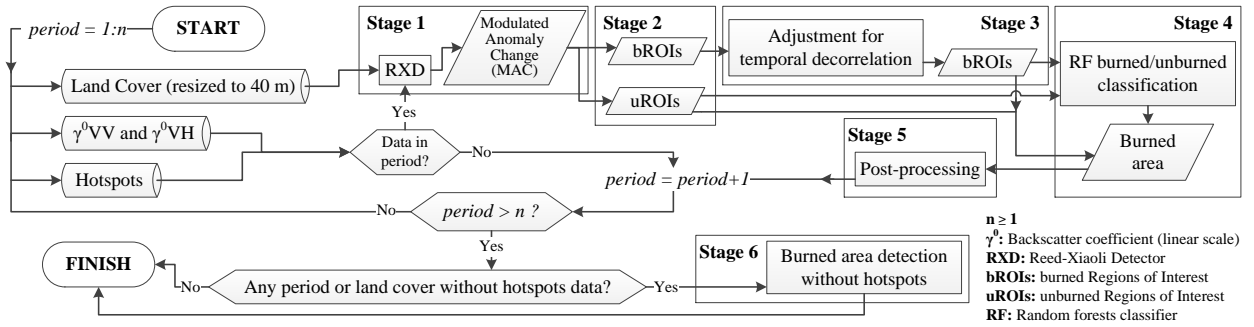 period = 1:n
START
Stage 1
Stage 2
Stage 3
Stage 4
Land Cover (resized to 40 m)
RXD
Modulated
Anomaly
Change
(MAC)
bROIs
uROIs
Adjustment for
temporal decorrelation
bROIs
RF burned/unburned
classification
Burned
area
γ⁰VV and γ⁰VH
Hotspots
Yes
Data in
period?
No
Stage 5
Post-processing
period = period+1
No
period > n ?
Yes
FINISH
No
Any period or land cover without hotspots data?
Yes
Stage 6
Burned area detection
without hotspots
n ≥ 1
γ⁰: Backscatter coefficient (linear scale)
RXD: Reed-Xiaoli Detector
bROIs: burned Regions of Interest
uROIs: unburned Regions of Interest
RF: Random forests classifier